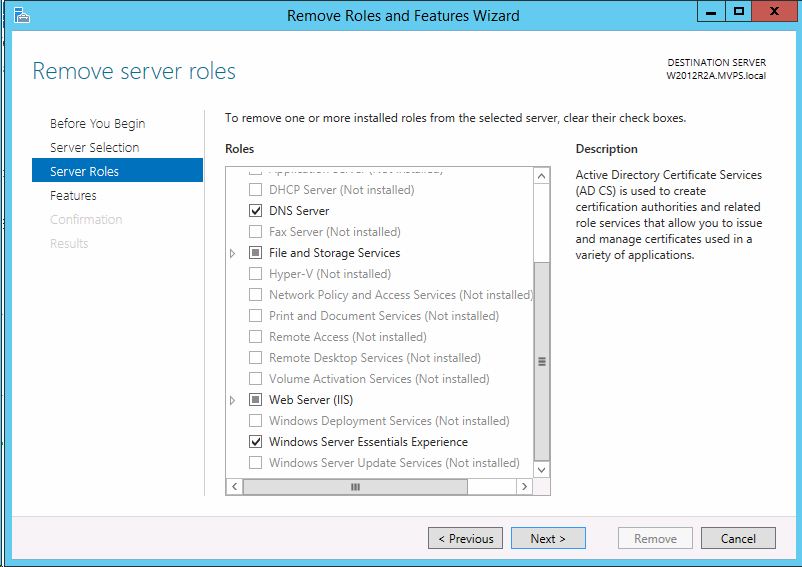 Remove Roles and Features Wizard
Remove server roles
DESTINATION SERVER
W2012R2A.MVPS.local
Before You Begin
Server Selection
Server Roles
Features
Confirmation
Results
To remove one or more installed roles from the selected server, clear their check boxes.
Roles
Application Server (Not installed)
DHCP Server (Not installed)
DNS Server
Fax Server (Not installed)
File and Storage Services
Hyper-V (Not installed)
Network Policy and Access Services (Not installed)
Print and Document Services (Not installed)
Remote Access (Not installed)
Remote Desktop Services (Not installed)
Volume Activation Services (Not installed)
Web Server (IIS)
Windows Deployment Services (Not installed)
Windows Server Essentials Experience
Windows Server Update Services (Not installed)
Description
Active Directory Certificate Services
(AD CS) is used to create
certification authorities and related
role services that allow you to issue
and manage certificates used in a
variety of applications.
< Previous
Next >
Remove
Cancel